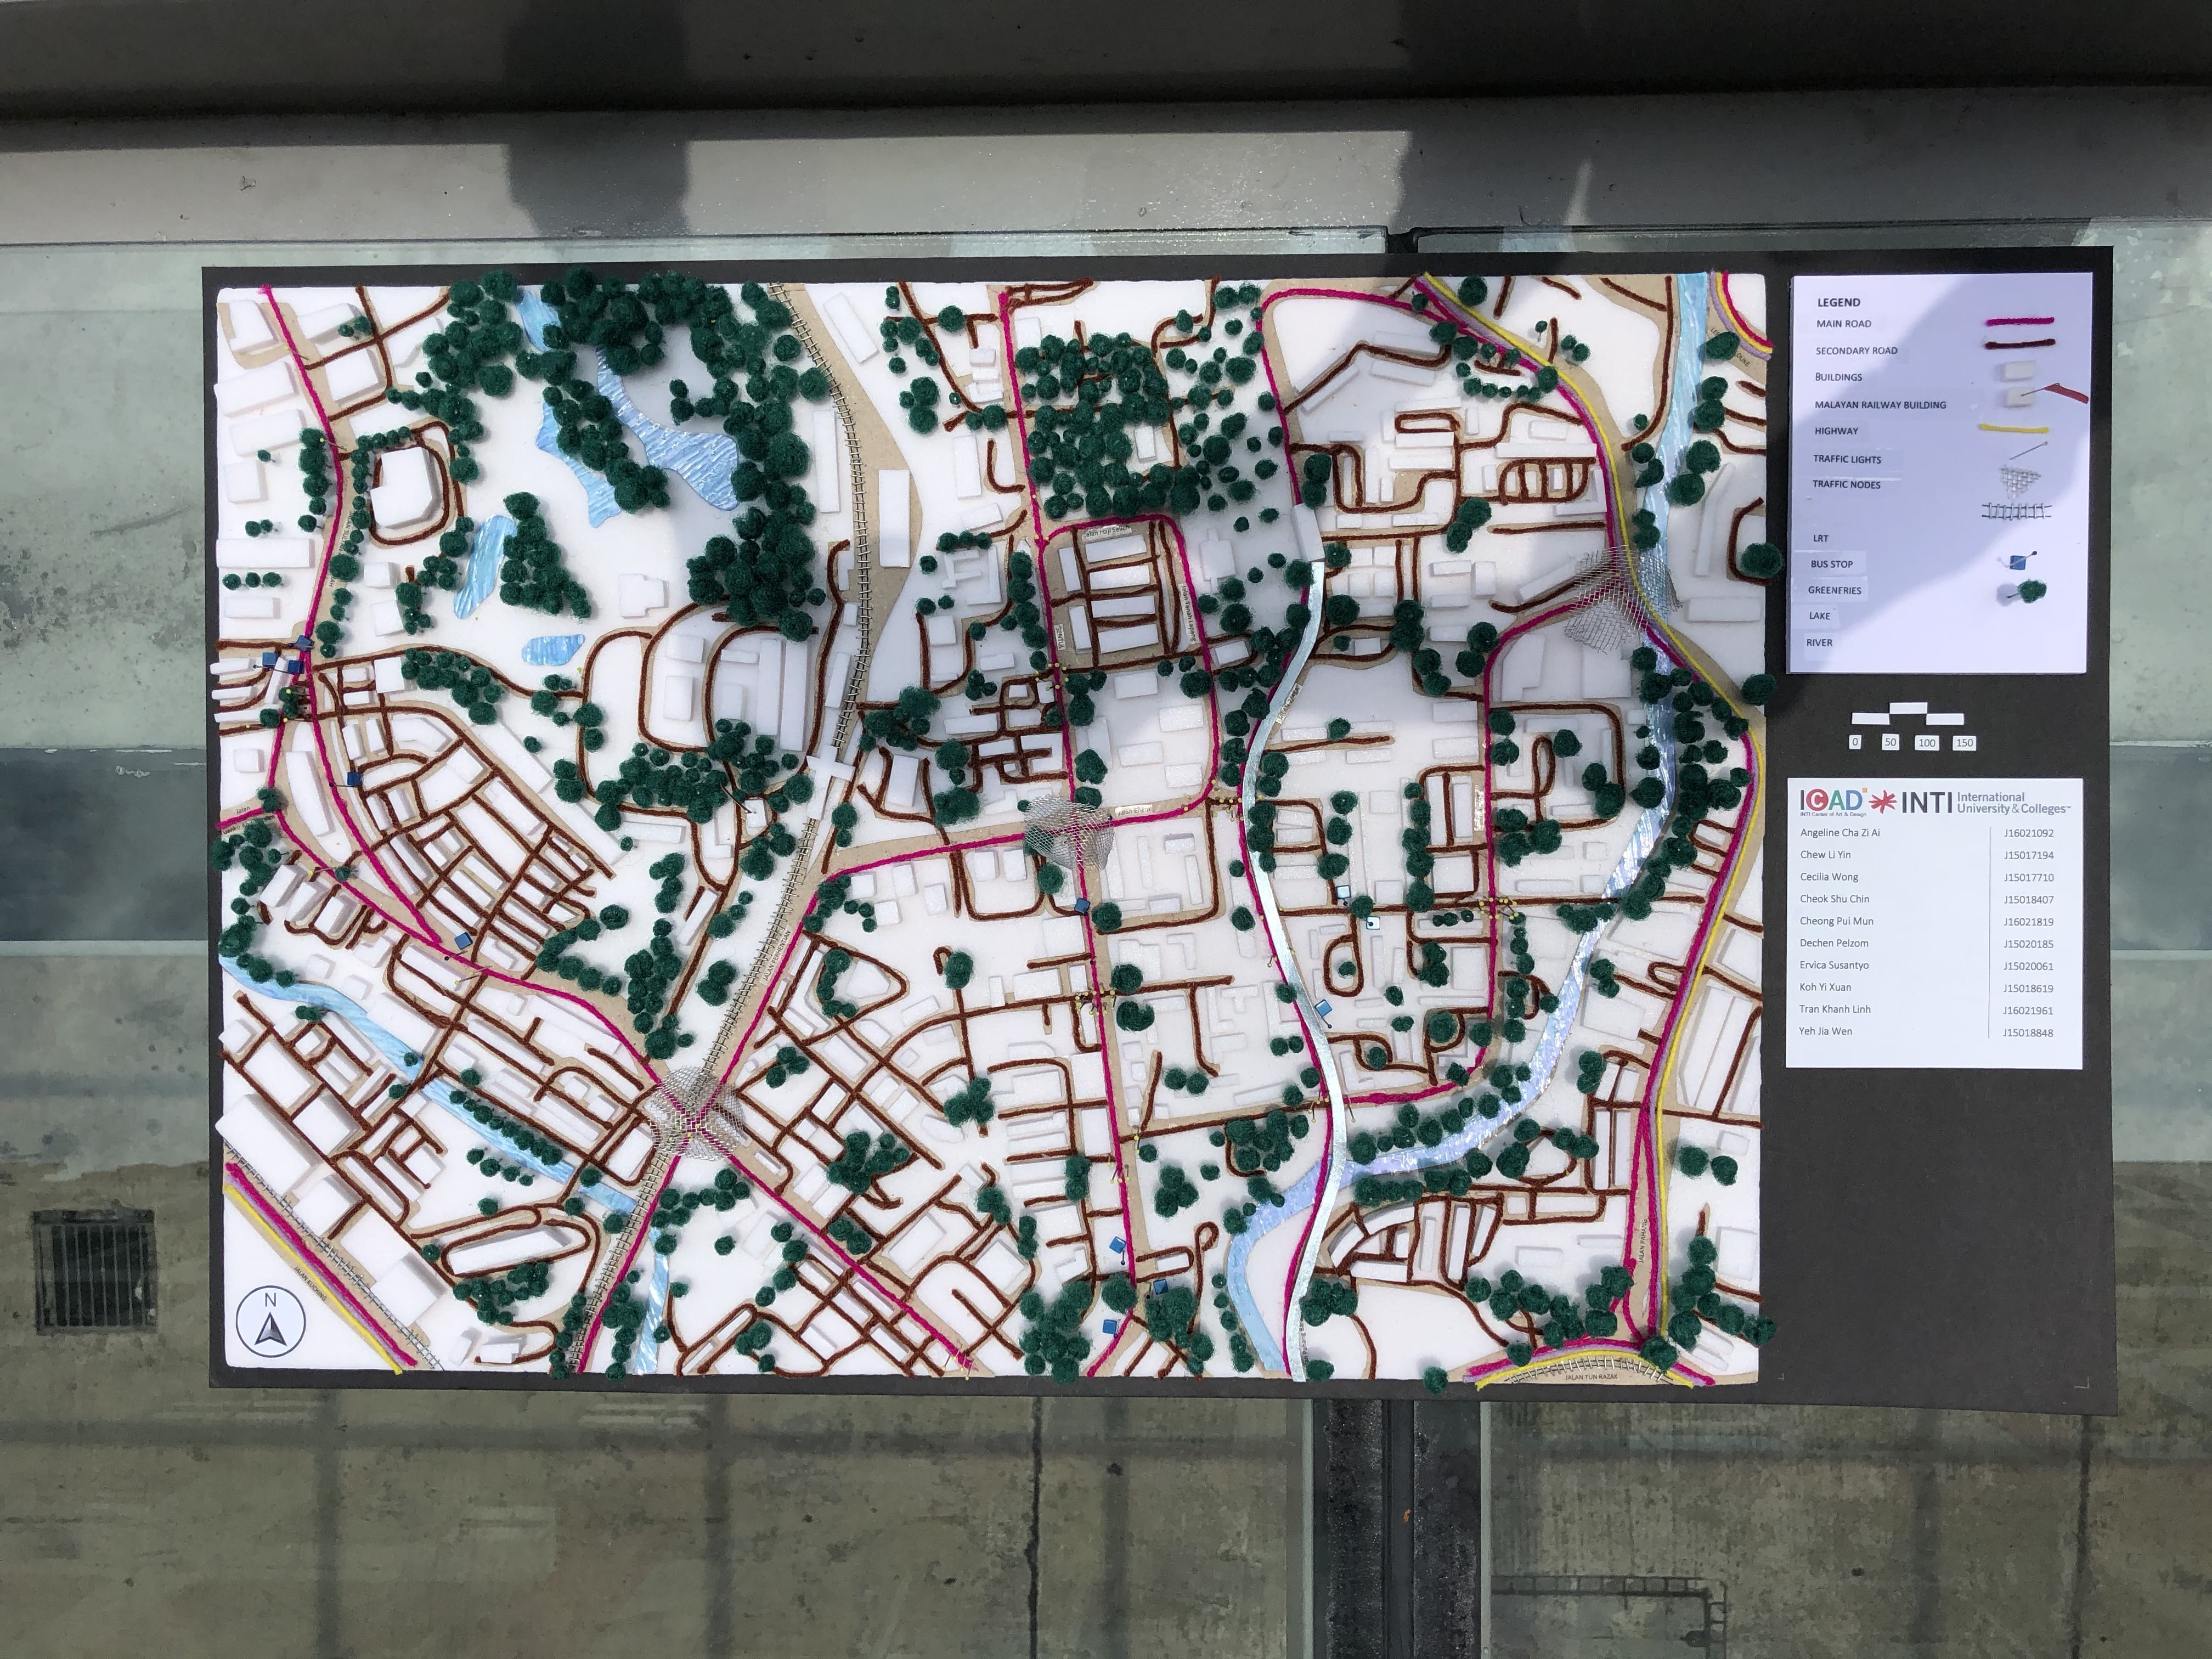 LEGEND
MAIN ROAD
SECONDARY ROAD
BUILDINGS
MALAYAN RAILWAY BUILDING
HIGHWAY
TRAFFIC LIGHTS
TRAFFIC NODES
LRT
BUS STOP
GREENERIES
LAKE
RIVER
0 50 100 150
ICAD INTI International
INTI Center of Art & Design University & Colleges
Angeline Cha Zi Ai J16021092
Chew Li Yin J15017194
Cecilia Wong J15017710
Cheok Shu Chin J15018407
Cheong Pui Mun J16021819
Dechen Pelzom J15020185
Ervica Susantyo J15020061
Koh Yi Xuan J15018619
Tran Khanh Linh J16021961
Yeh Jia Wen J15018848
JALAN PERHENTIAN
JALAN KUCHING
N
JALAN PAHANG
JALAN TUN RAZAK